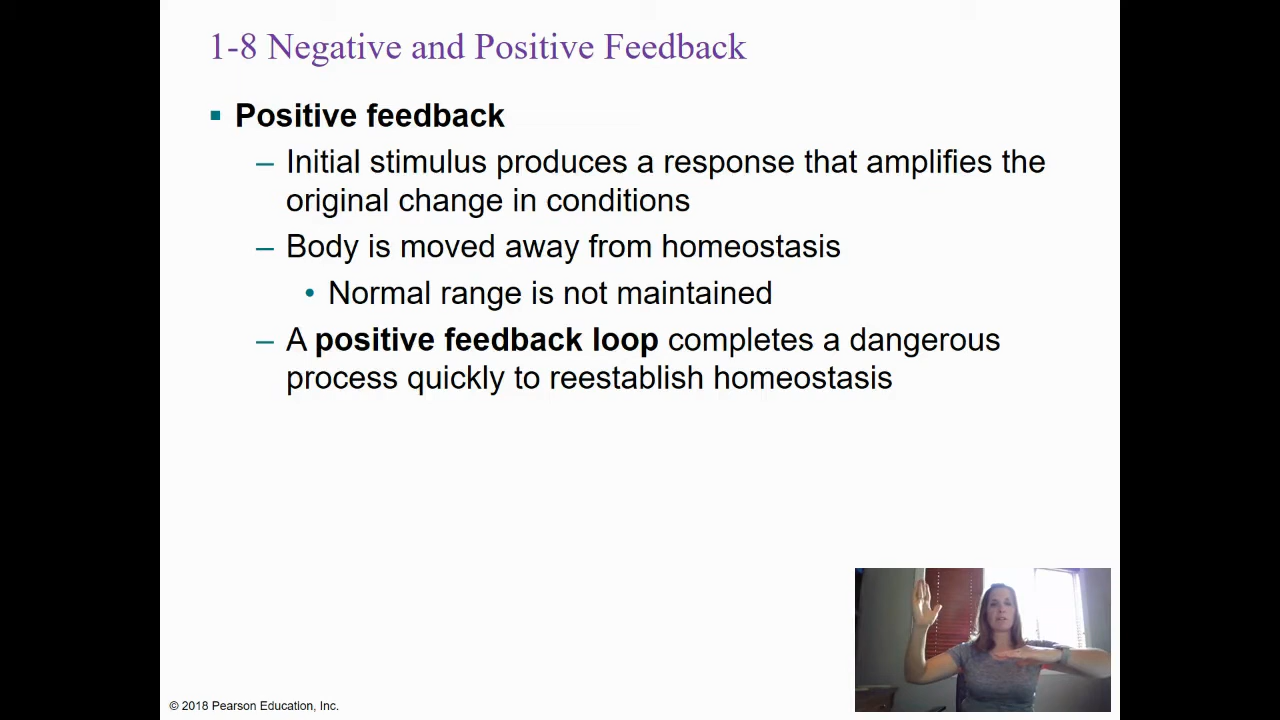 1-8 Negative and Positive Feedback
▪ Positive feedback
– Initial stimulus produces a response that amplifies the
original change in conditions
– Body is moved away from homeostasis
• Normal range is not maintained
– A positive feedback loop completes a dangerous
process quickly to reestablish homeostasis
© 2018 Pearson Education, Inc.